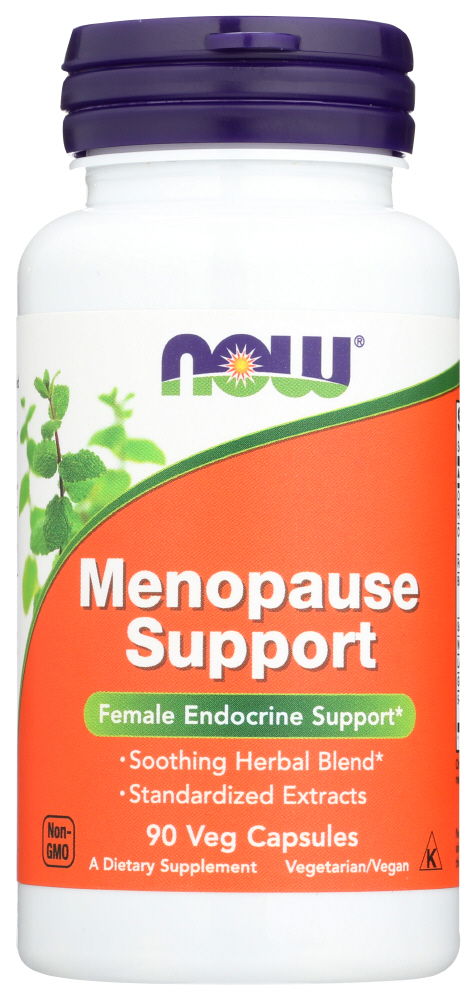 NOW®
Menopause
Support
Female Endocrine Support*
•Soothing Herbal Blend*
•Standardized Extracts
Non-
GMO
90 Veg Capsules
A Dietary Supplement Vegetarian/Vegan
K